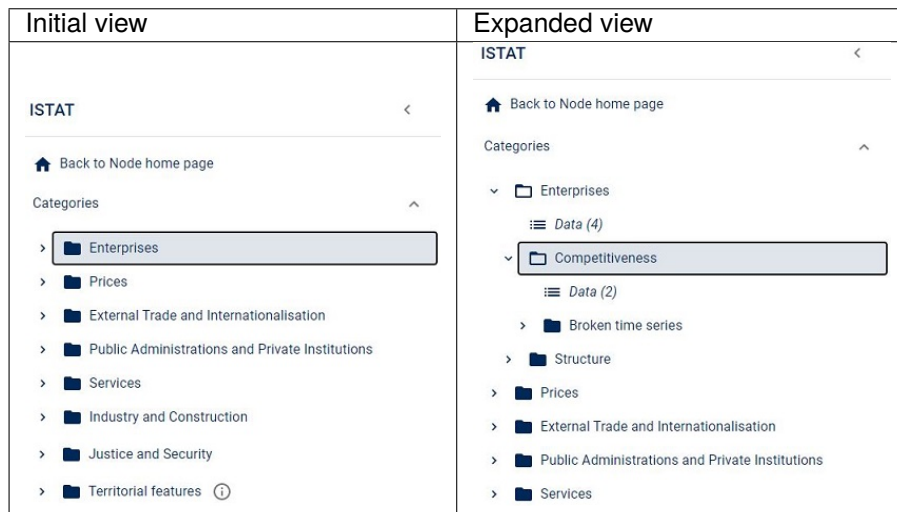 Initial view
ISTAT
Back to Node home page
Categories
Enterprises
Prices
External Trade and Internationalisation
Public Administrations and Private Institutions
Services
Industry and Construction
Justice and Security
Territorial features
Expanded view
ISTAT
Back to Node home page
Categories
Enterprises
Data (4)
Competitiveness
Data (2)
Broken time series
Structure
Prices
External Trade and Internationalisation
Public Administrations and Private Institutions
Services